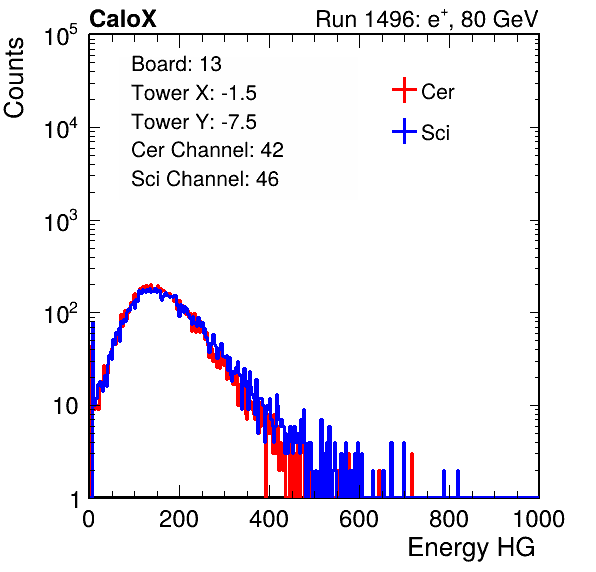 CaloX Run 1496: e⁺, 80 GeV
Counts
Board: 13
Tower X: -1.5
Tower Y: -7.5
Cer Channel: 42
Sci Channel: 46
Cer
Sci
10⁵
10⁴
10³
10²
10
1
0 200 400 600 800 1000
Energy HG